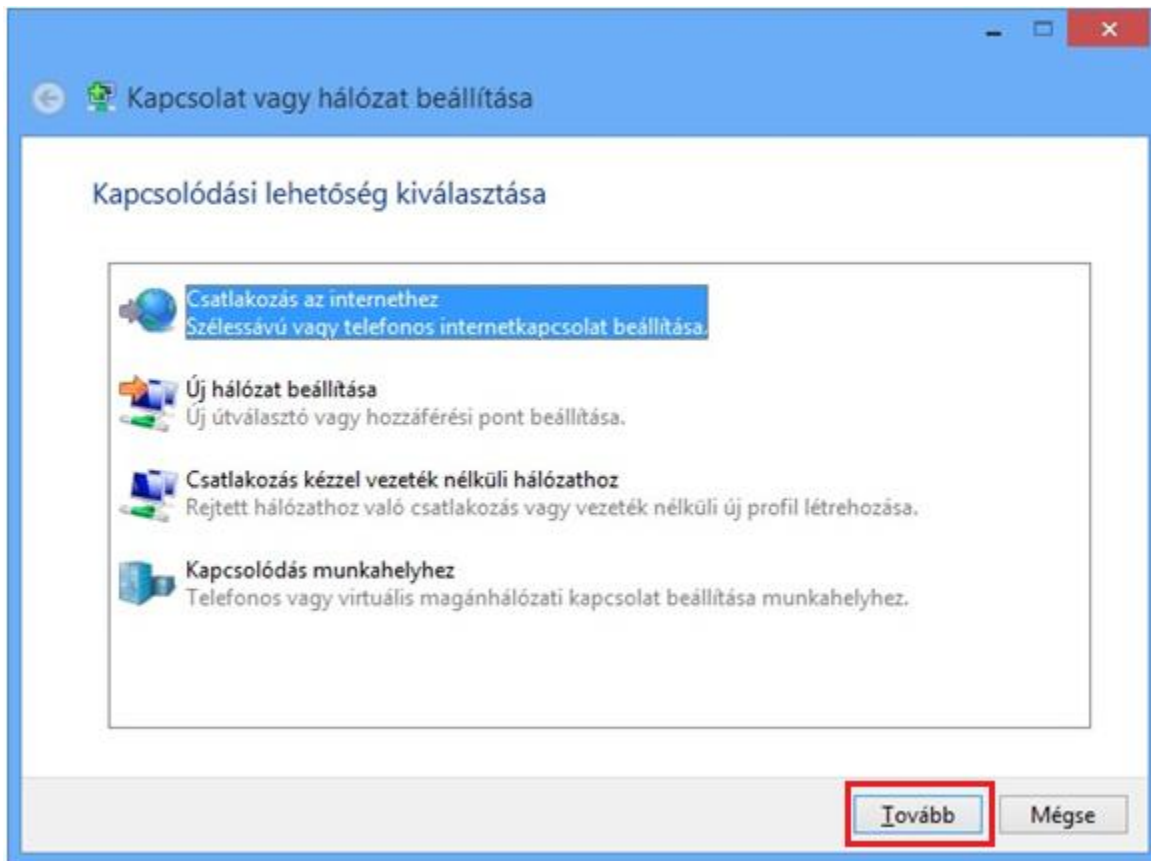 Kapcsolat vagy hálózat beállítása
Kapcsolódási lehetőség kiválasztása
Csatlakozás az internethez
Szélessávú vagy telefonos internetkapcsolat beállítása.
Új hálózat beállítása
Új útválasztó vagy hozzáférési pont beállítása.
Csatlakozás kézzel vezeték nélküli hálózathoz
Rejtett hálózathoz való csatlakozás vagy vezeték nélküli új profil létrehozása.
Kapcsolódás munkahelyhez
Telefonos vagy virtuális magánhálózati kapcsolat beállítása munkahelyhez.
Tovább Mégse